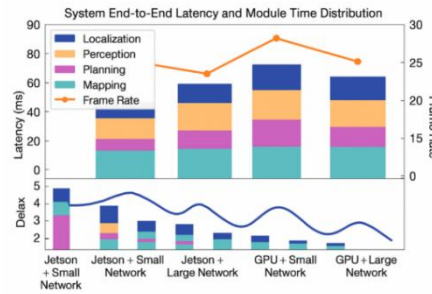 System End-to-End Latency and Module Time Distribution
90
80
60
40
20
0
Latency (ms)
Localization
Perception
Planning
Mapping
Frame Rate
30
25
20
15
0
5
4
3
2
Delax
Jetson + Small Network
Jetson + Small Network
Jetson + Large Network
GPU + Small Network
GPU + Large Network